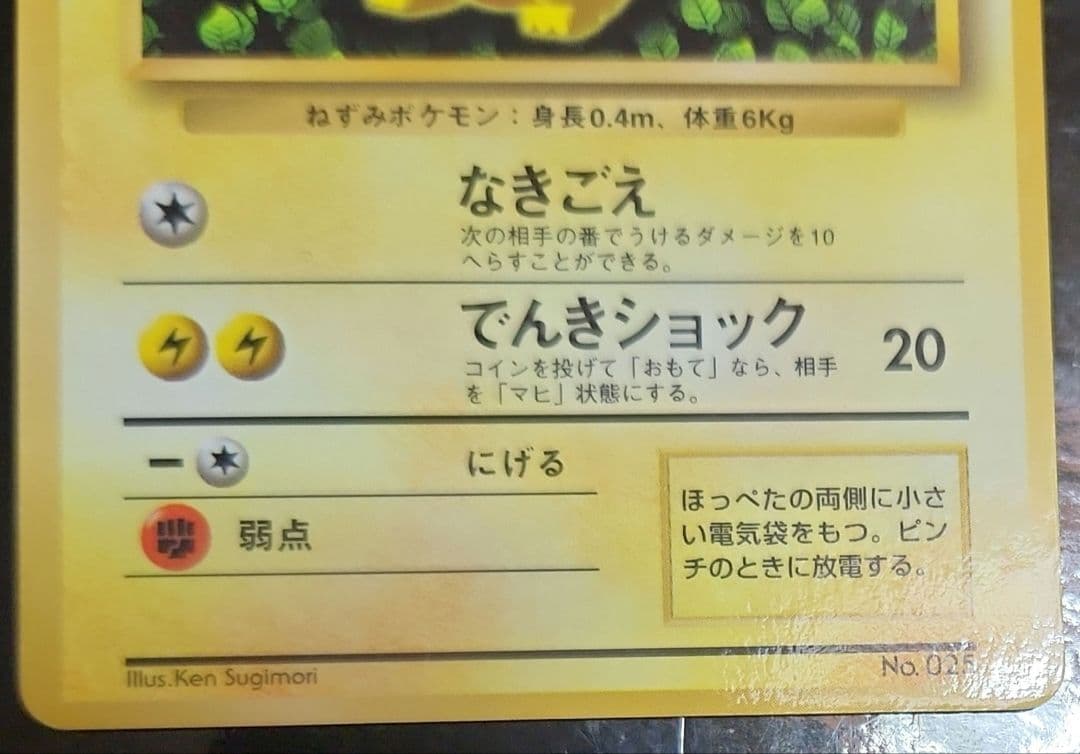 ねずみポケモン：身長0.4m、体重6Kg
なきごえ
次の相手の番でうけるダメージを10
へらすことができる。
でんきショック 20
コインを投げて「おもて」なら、相手
を「マヒ」状態にする。
にげる
弱点
ほっぺたの両側に小さ
い電気袋をもつ。ピン
チのときに放電する。
Illus.Ken Sugimori
No. 025